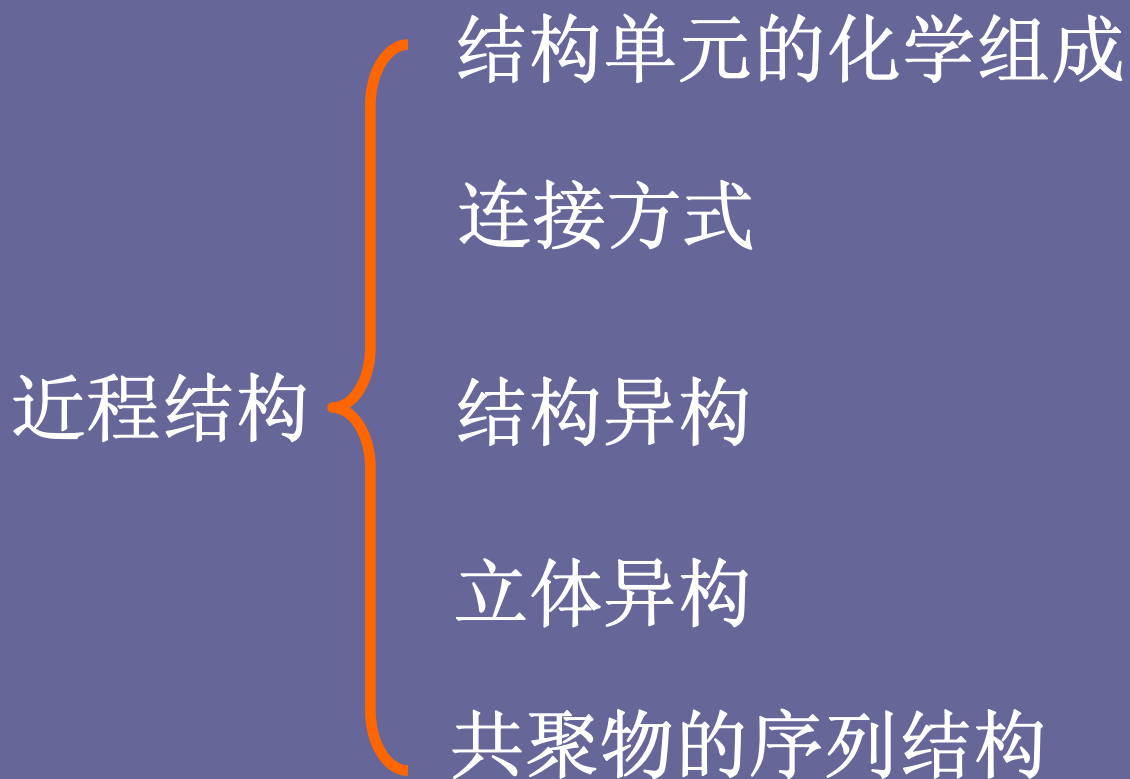 结构单元的化学组成
连接方式
近程结构
结构异构
立体异构
共聚物的序列结构